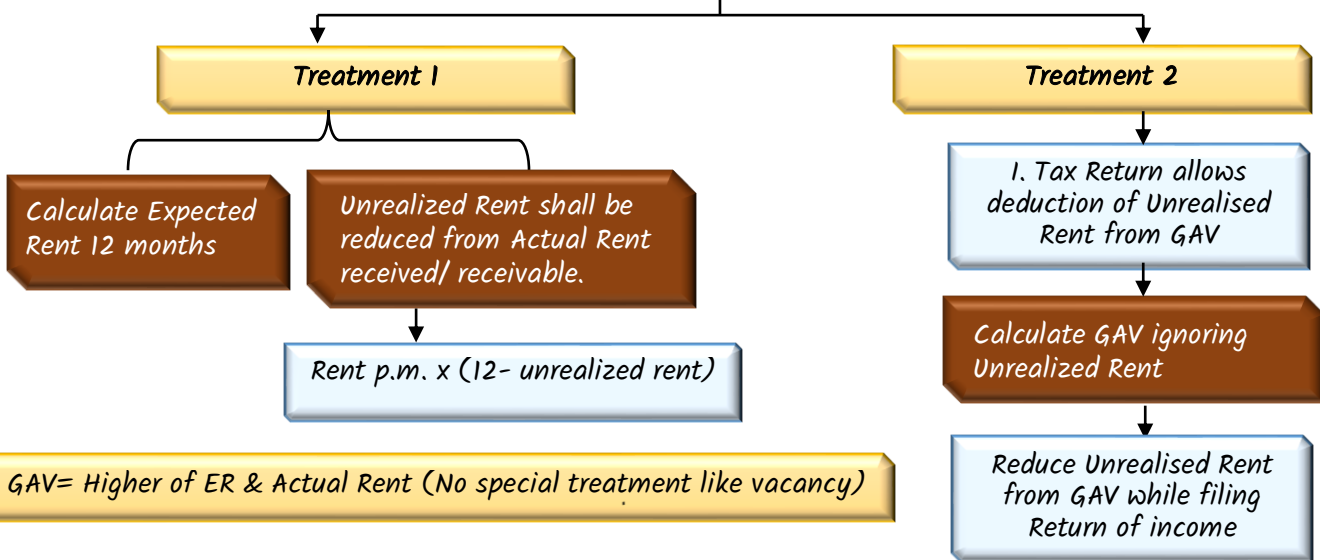 Treatment 1
Calculate Expected
Rent 12 months
Unrealized Rent shall be
reduced from Actual Rent
received/ receivable.
Rent p.m. x (12- unrealized rent)
GAV= Higher of ER & Actual Rent (No special treatment like vacancy)
Treatment 2
1. Tax Return allows
deduction of Unrealised
Rent from GAV
Calculate GAV ignoring
Unrealized Rent
Reduce Unrealised Rent
from GAV while filing
Return of income